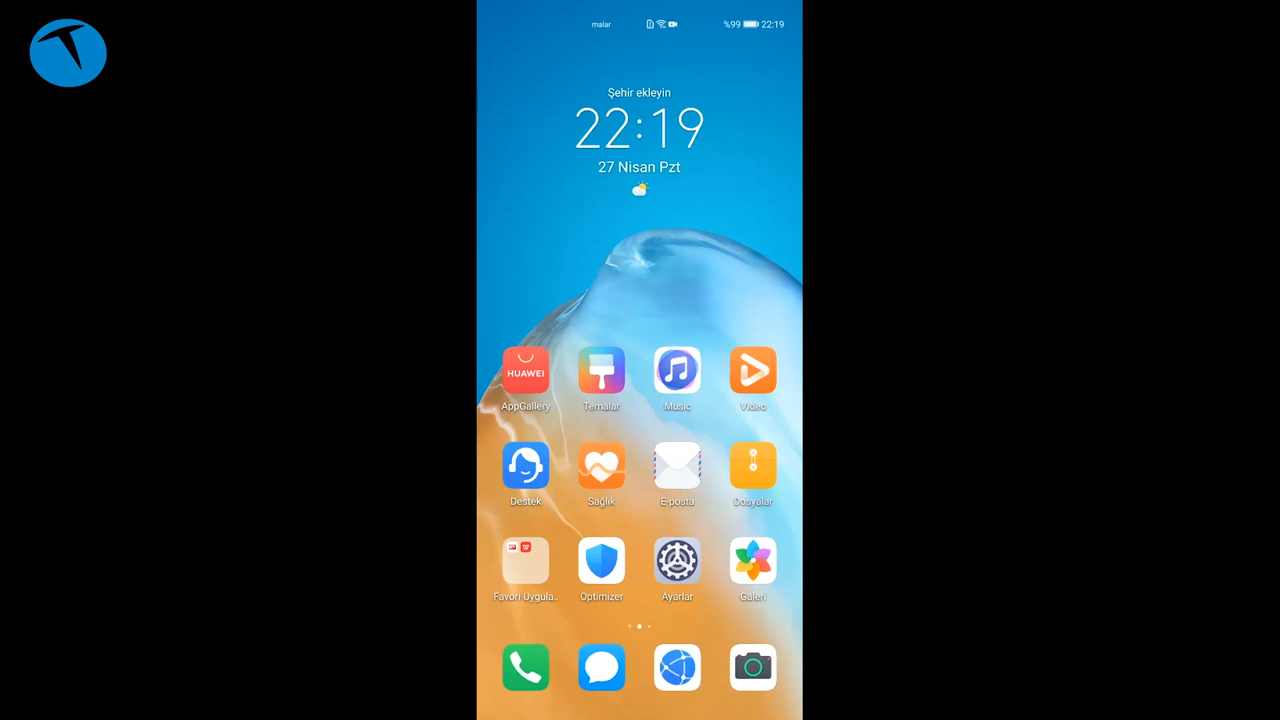 malar
%99 22:19
Şehir ekleyin
22:19
27 Nisan Pzt
HUAWEI
AppGallery
Temalar
Music
Video
Destek
Sağlık
E-posta
Dosyalar
Favori Uygula..
Optimizer
Ayarlar
Galeri